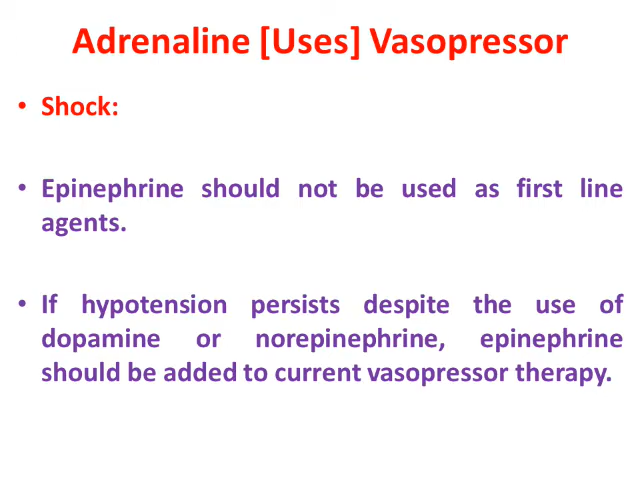 Adrenaline [Uses] Vasopressor
• Shock:
• Epinephrine should not be used as first line
agents.
• If hypotension persists despite the use of
dopamine or norepinephrine, epinephrine
should be added to current vasopressor therapy.